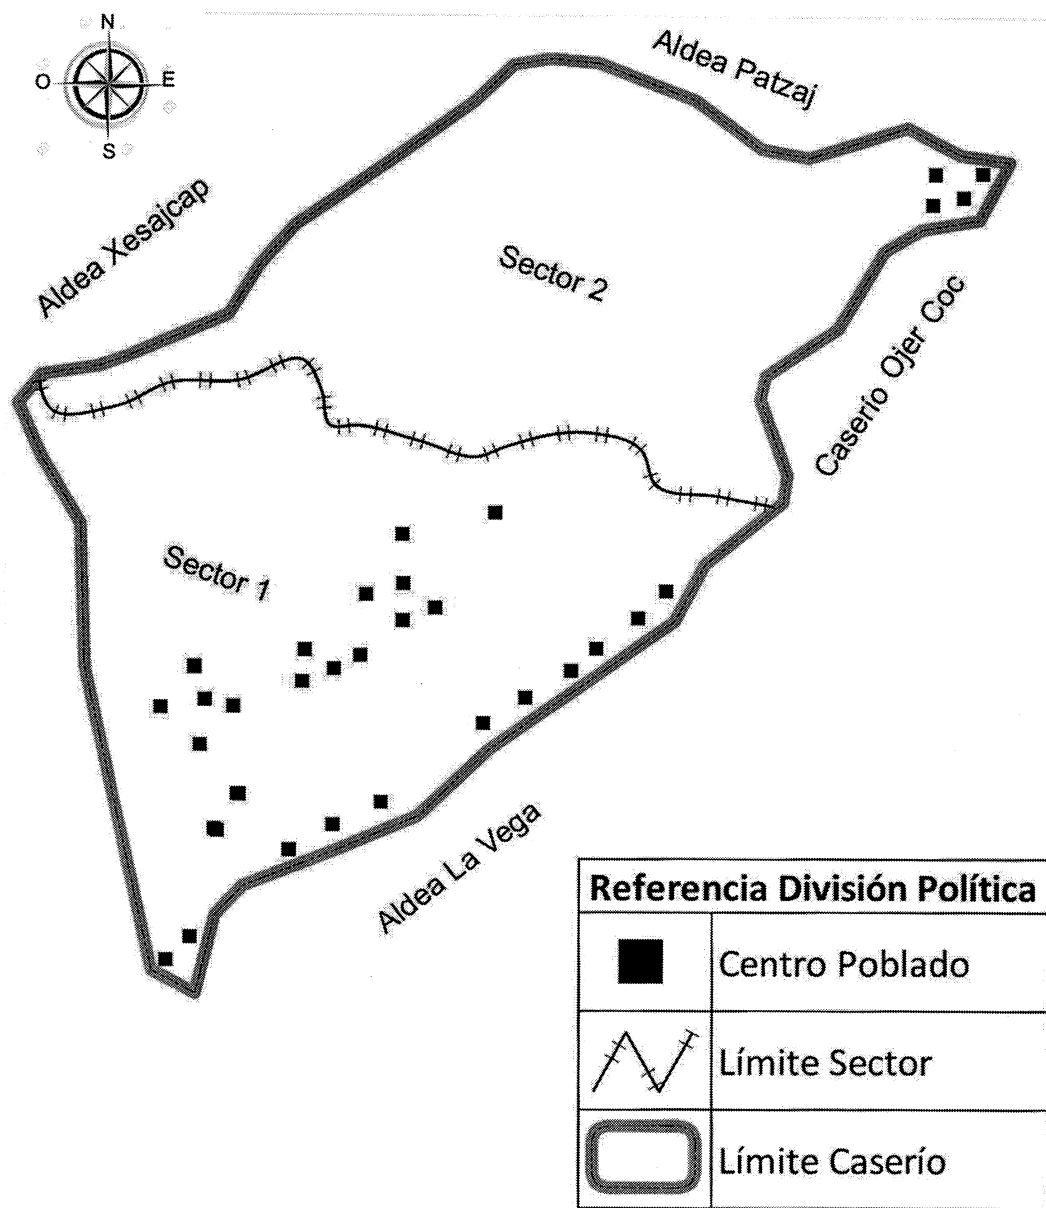 N
O
E
S
Aldea Patzaj
Aldea Xesajcap
Sector 2
Caserío Ojer Coc
Sector 1
Aldea La Vega
Referencia División Política
Centro Poblado
Límite Sector
Límite Caserío